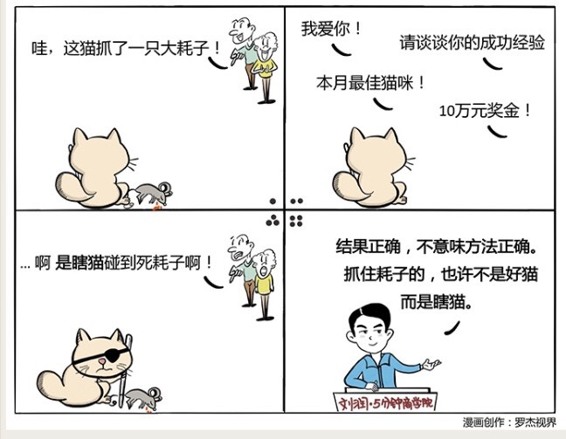 哇，这猫抓了一只大耗子！
我爱你！
请谈谈你的成功经验
本月最佳猫咪！
10万元奖金！
... 啊 是瞎猫碰到死耗子啊！
结果正确，不意味方法正确。
抓住耗子的，也许不是好猫
而是瞎猫。
刘润·5分钟商学院
漫画创作：罗杰视界